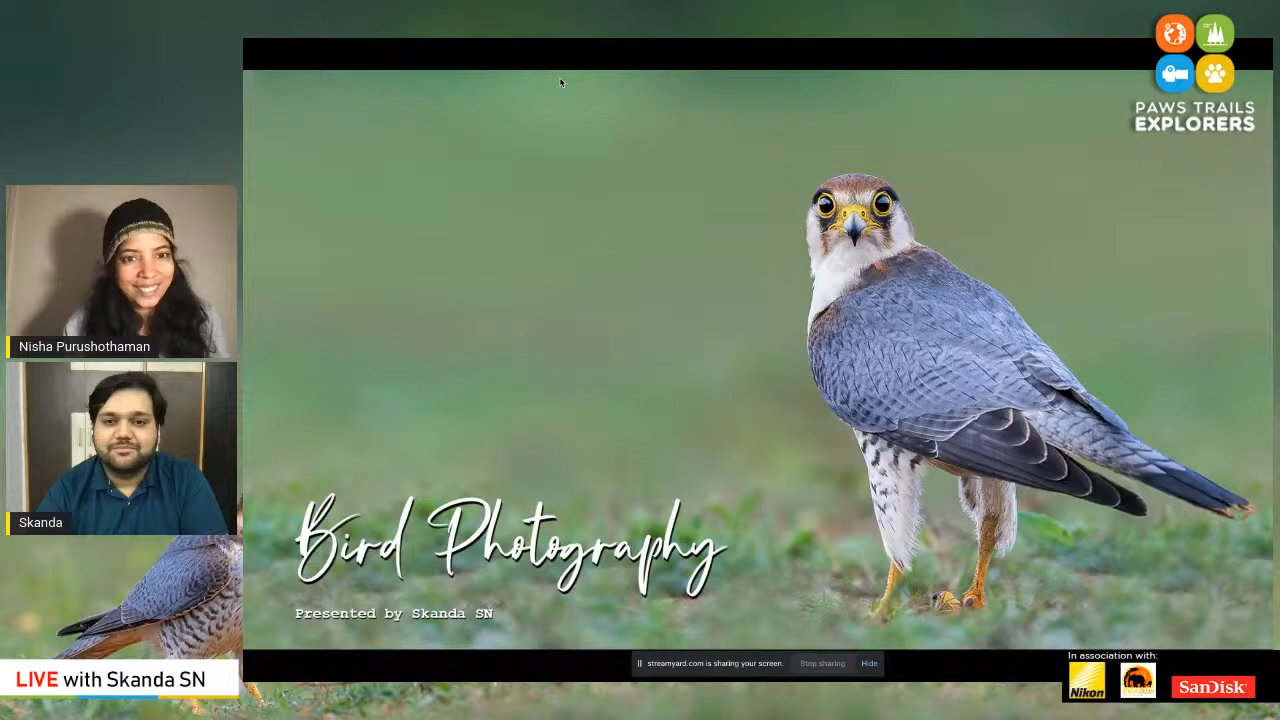 PAWS TRAILS
EXPLORERS
Nisha Purushothaman
Skanda
Bird Photography
Presented by Skanda SN
LIVE with Skanda SN
streamyard.com is sharing your screen.
Stop sharing
Hide
In association with:
Nikon
SanDisk